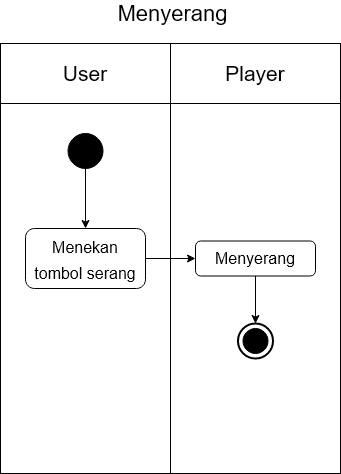 Menyerang
User
Player
Menekan
tombol serang
Menyerang